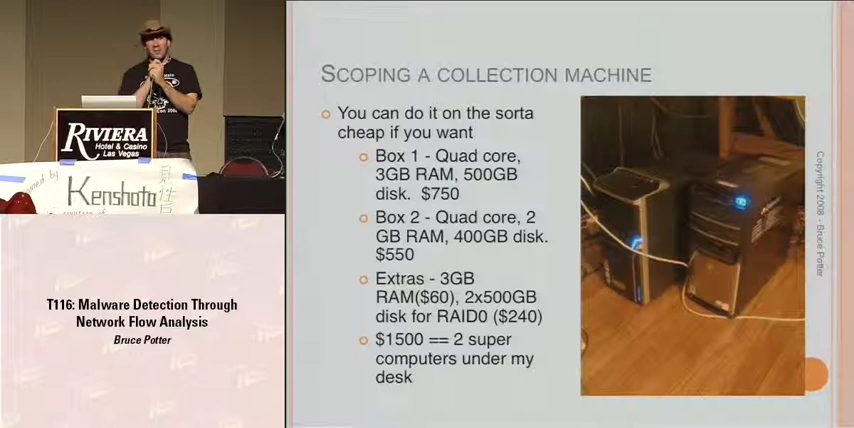 RIVIERA
Hotel & Casino
Las Vegas
Kenshoto
T116: Malware Detection Through
Network Flow Analysis
Bruce Potter
SCOPING A COLLECTION MACHINE
You can do it on the sorta
cheap if you want
Box 1 - Quad core,
3GB RAM, 500GB
disk. $750
Box 2 - Quad core, 2
GB RAM, 400GB disk.
$550
Extras - 3GB
RAM($60), 2x500GB
disk for RAID0 ($240)
$1500 == 2 super
computers under my
desk
Copyright 2008 - Bruce Potter